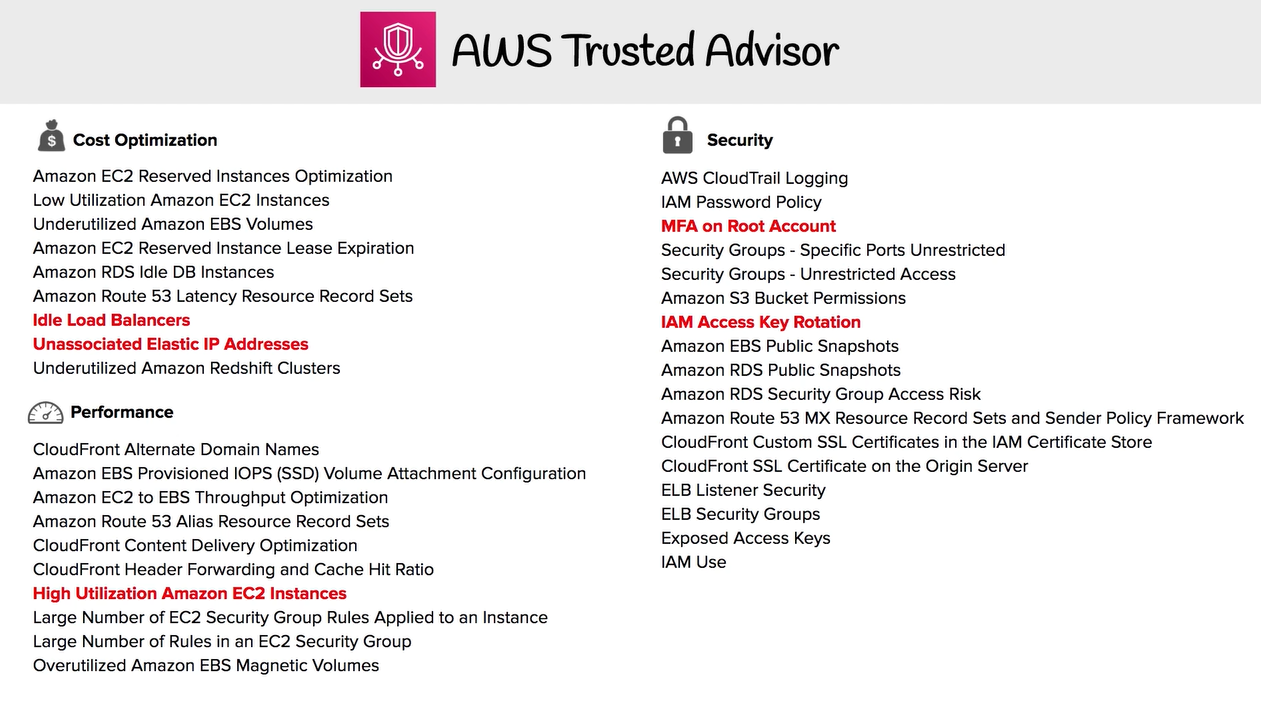 AWS Trusted Advisor
Cost Optimization
Amazon EC2 Reserved Instances Optimization
Low Utilization Amazon EC2 Instances
Underutilized Amazon EBS Volumes
Amazon EC2 Reserved Instance Lease Expiration
Amazon RDS Idle DB Instances
Amazon Route 53 Latency Resource Record Sets
Idle Load Balancers
Unassociated Elastic IP Addresses
Underutilized Amazon Redshift Clusters
Performance
CloudFront Alternate Domain Names
Amazon EBS Provisioned IOPS (SSD) Volume Attachment Configuration
Amazon EC2 to EBS Throughput Optimization
Amazon Route 53 Alias Resource Record Sets
CloudFront Content Delivery Optimization
CloudFront Header Forwarding and Cache Hit Ratio
High Utilization Amazon EC2 Instances
Large Number of EC2 Security Group Rules Applied to an Instance
Large Number of Rules in an EC2 Security Group
Overutilized Amazon EBS Magnetic Volumes
Security
AWS CloudTrail Logging
IAM Password Policy
MFA on Root Account
Security Groups - Specific Ports Unrestricted
Security Groups - Unrestricted Access
Amazon S3 Bucket Permissions
IAM Access Key Rotation
Amazon EBS Public Snapshots
Amazon RDS Public Snapshots
Amazon RDS Security Group Access Risk
Amazon Route 53 MX Resource Record Sets and Sender Policy Framework
CloudFront Custom SSL Certificates in the IAM Certificate Store
CloudFront SSL Certificate on the Origin Server
ELB Listener Security
ELB Security Groups
Exposed Access Keys
IAM Use